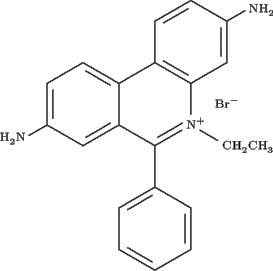 NH₂
Br⁻
H₂N
N⁺
CH₂CH₃